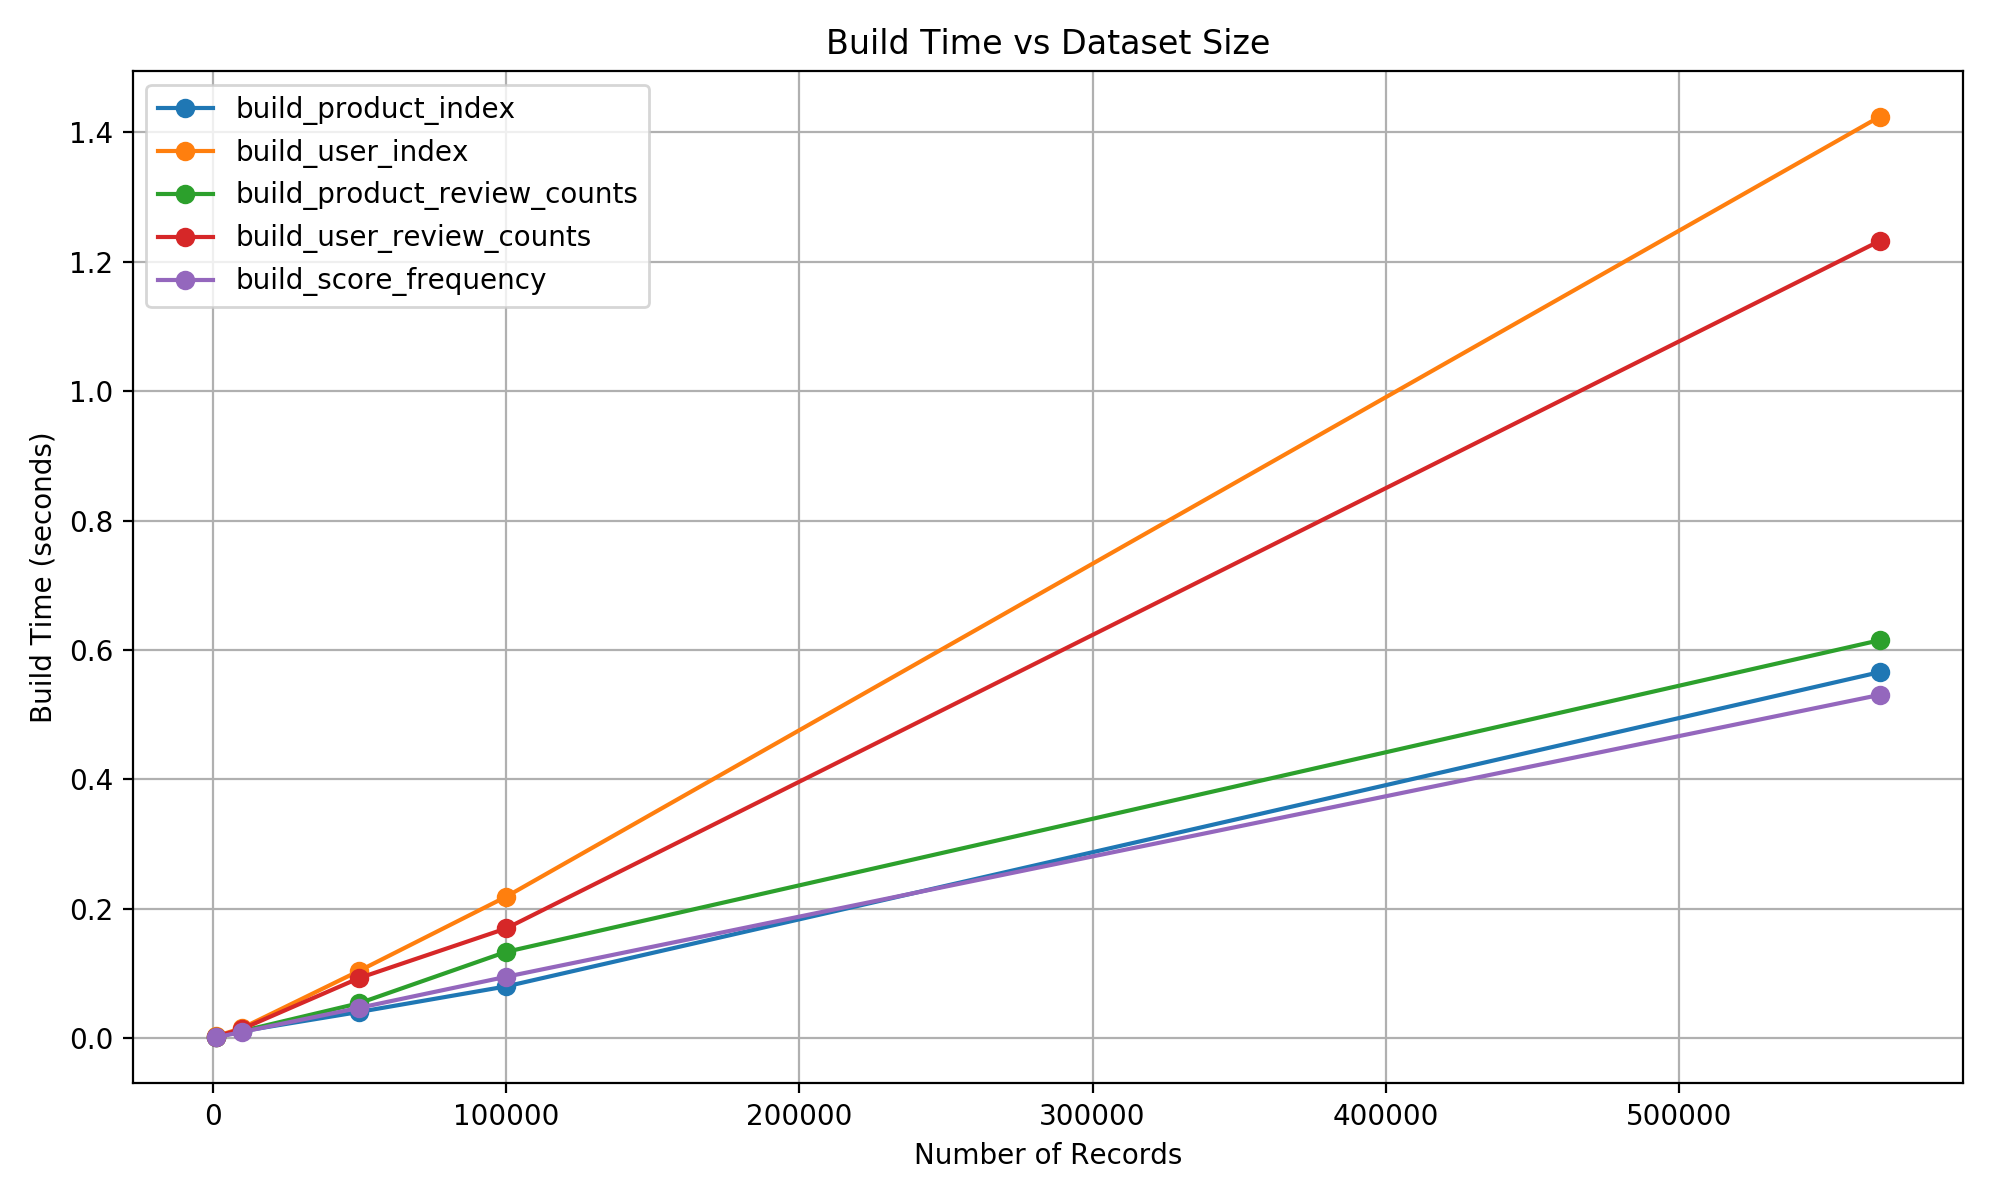 Build Time vs Dataset Size
build_product_index
build_user_index
build_product_review_counts
build_user_review_counts
build_score_frequency
1.4
1.2
1.0
0.8
0.6
0.4
0.2
0.0
Build Time (seconds)
0 100000 200000 300000 400000 500000
Number of Records